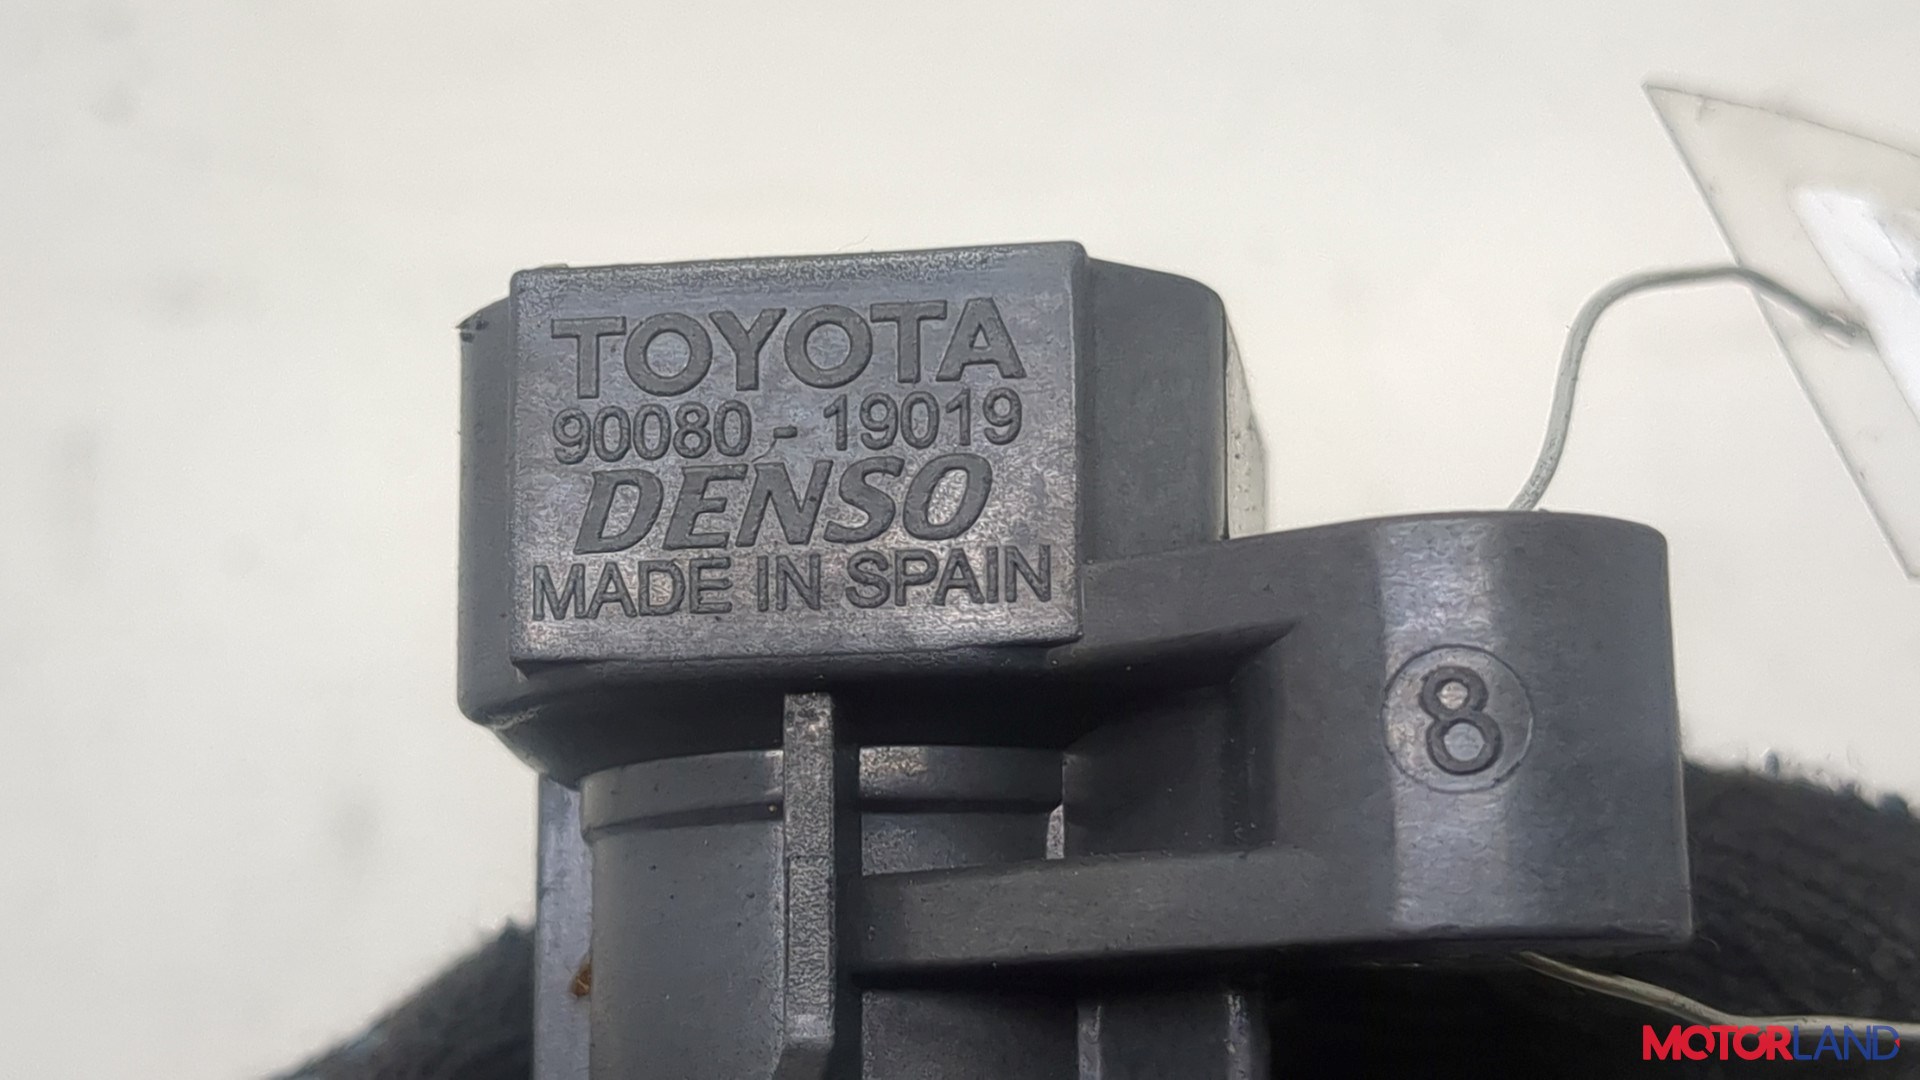 TOYOTA
90080-19019
DENSO
MADE IN SPAIN
8
MOTORLAND